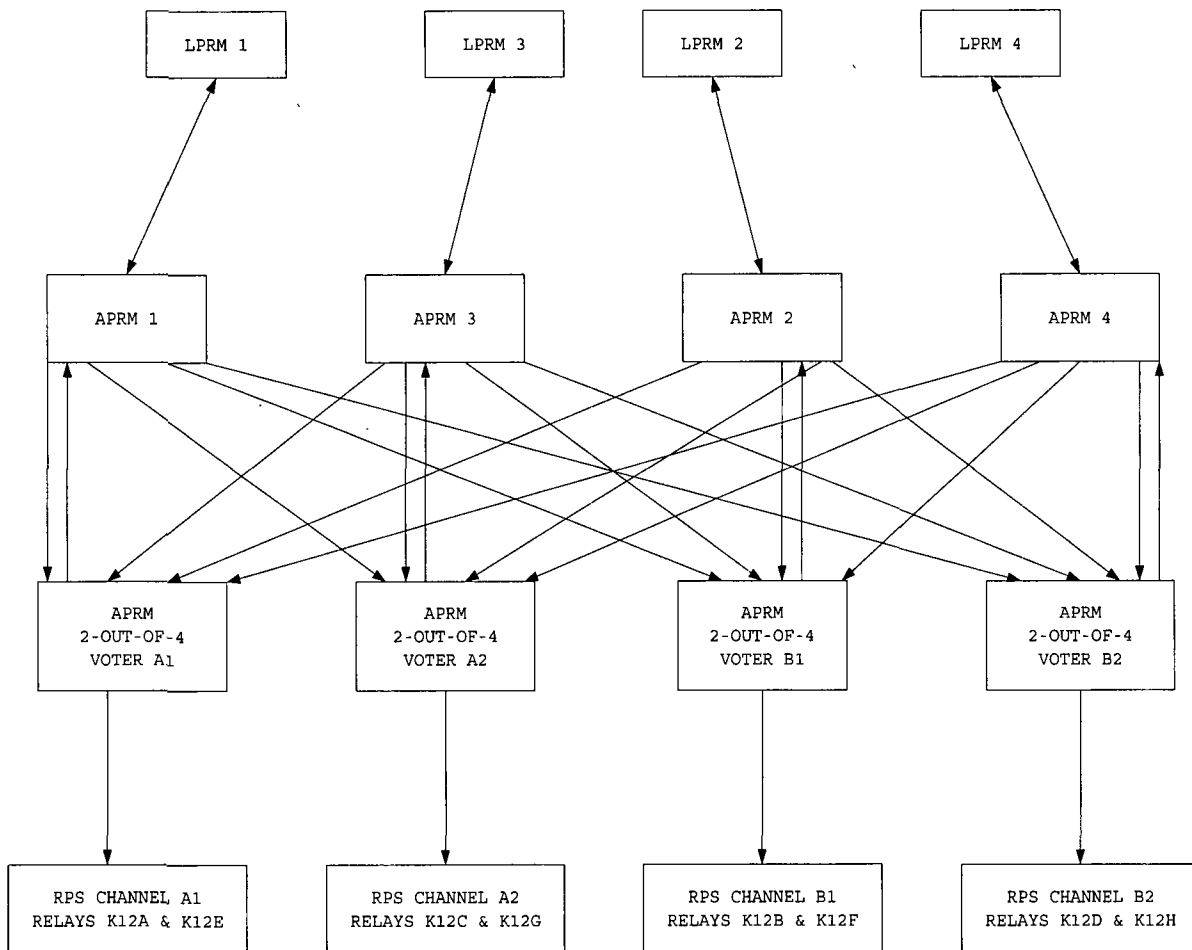 LPRM 1
LPRM 3
LPRM 2
LPRM 4
APRM 1
APRM 3
APRM 2
APRM 4
APRM
2-OUT-OF-4
VOTER A1
APRM
2-OUT-OF-4
VOTER A2
APRM
2-OUT-OF-4
VOTER B1
APRM
2-OUT-OF-4
VOTER B2
RPS CHANNEL A1
RELAYS K12A & K12E
RPS CHANNEL A2
RELAYS K12C & K12G
RPS CHANNEL B1
RELAYS K12B & K12F
RPS CHANNEL B2
RELAYS K12D & K12H